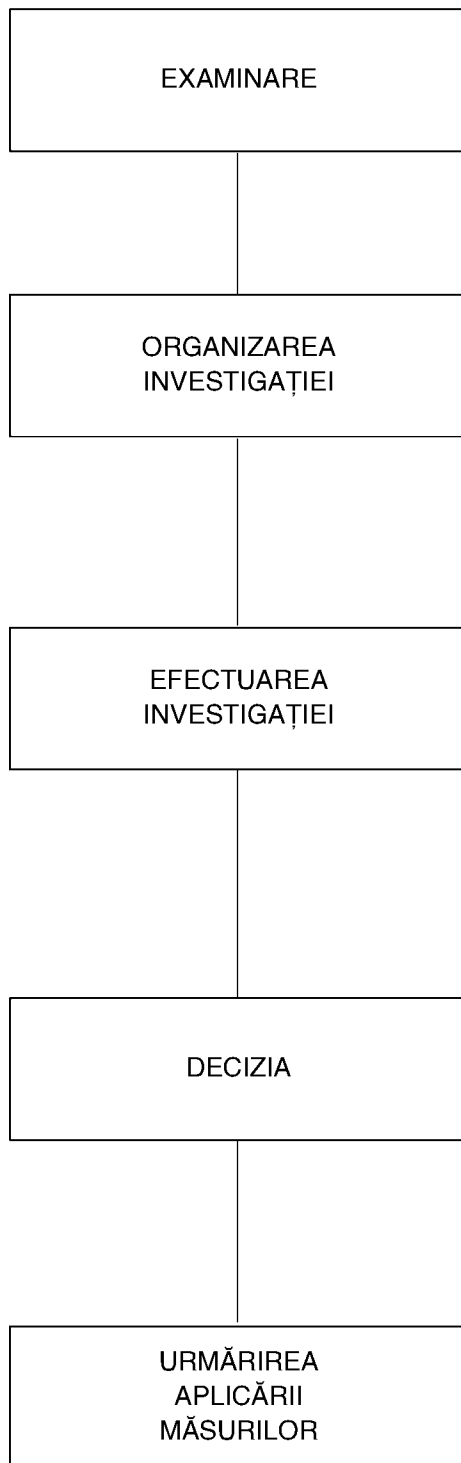 EXAMINARE
ORGANIZAREA
INVESTIGAȚIEI
EFECTUAREA
INVESTIGAȚIEI
DECIZIA
URMĂRIREA
APLICĂRII
MĂSURILOR